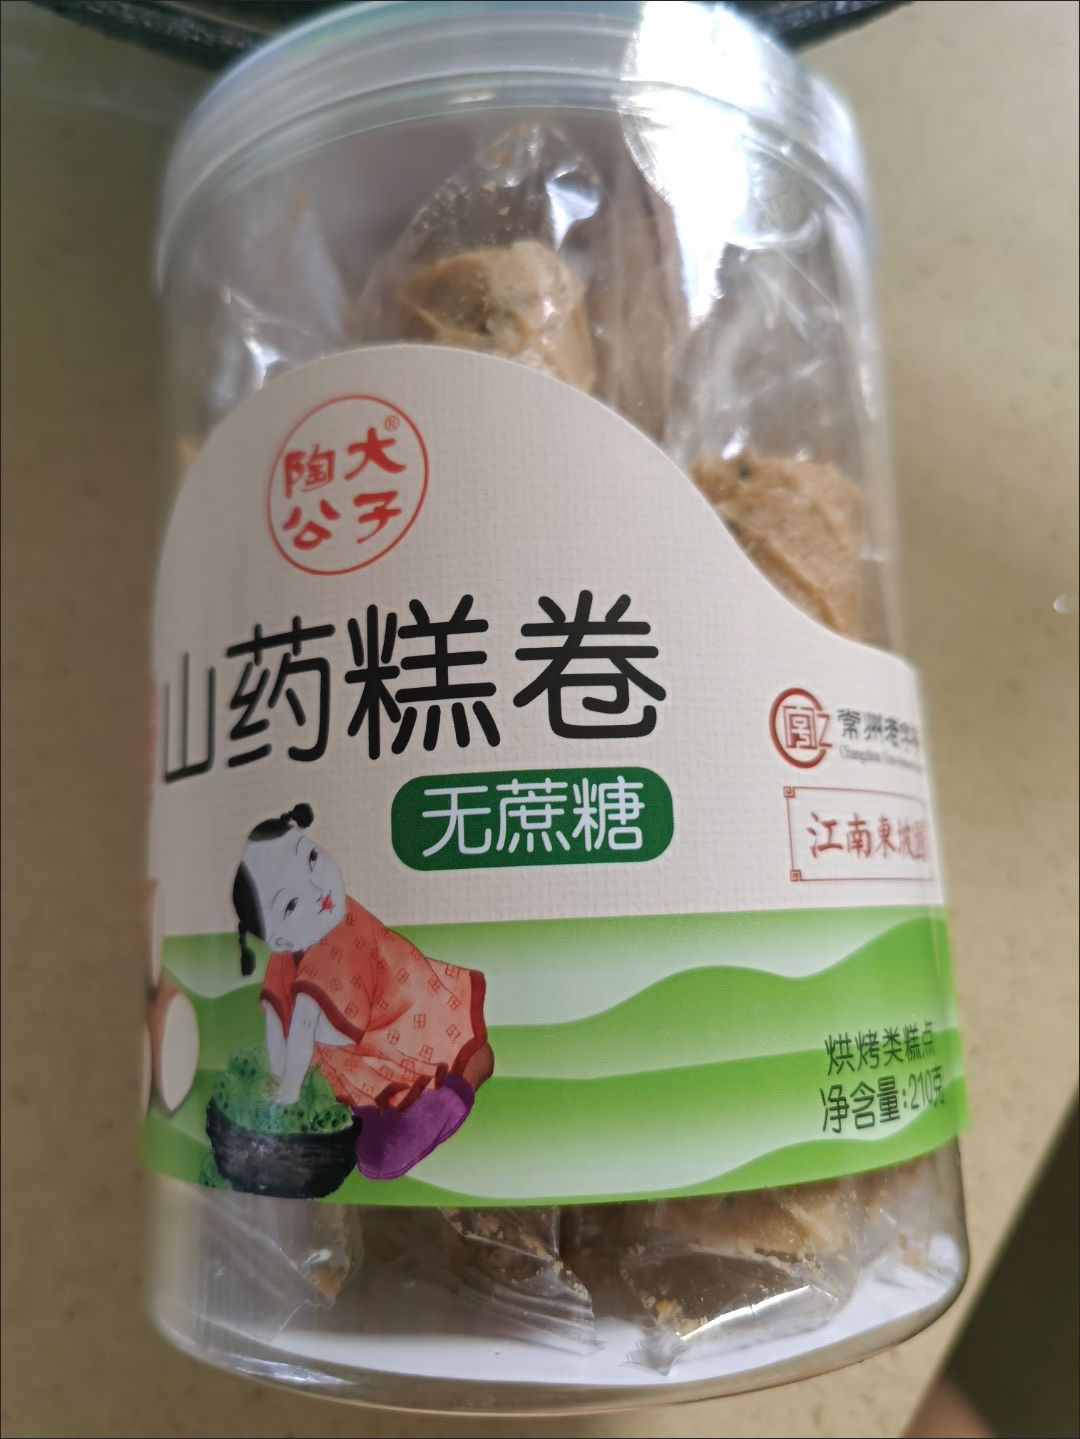 大®
陶子
公
山药糕卷
无蔗糖
常州老字号
江南東坡
烘烤类糕点
净含量:210克